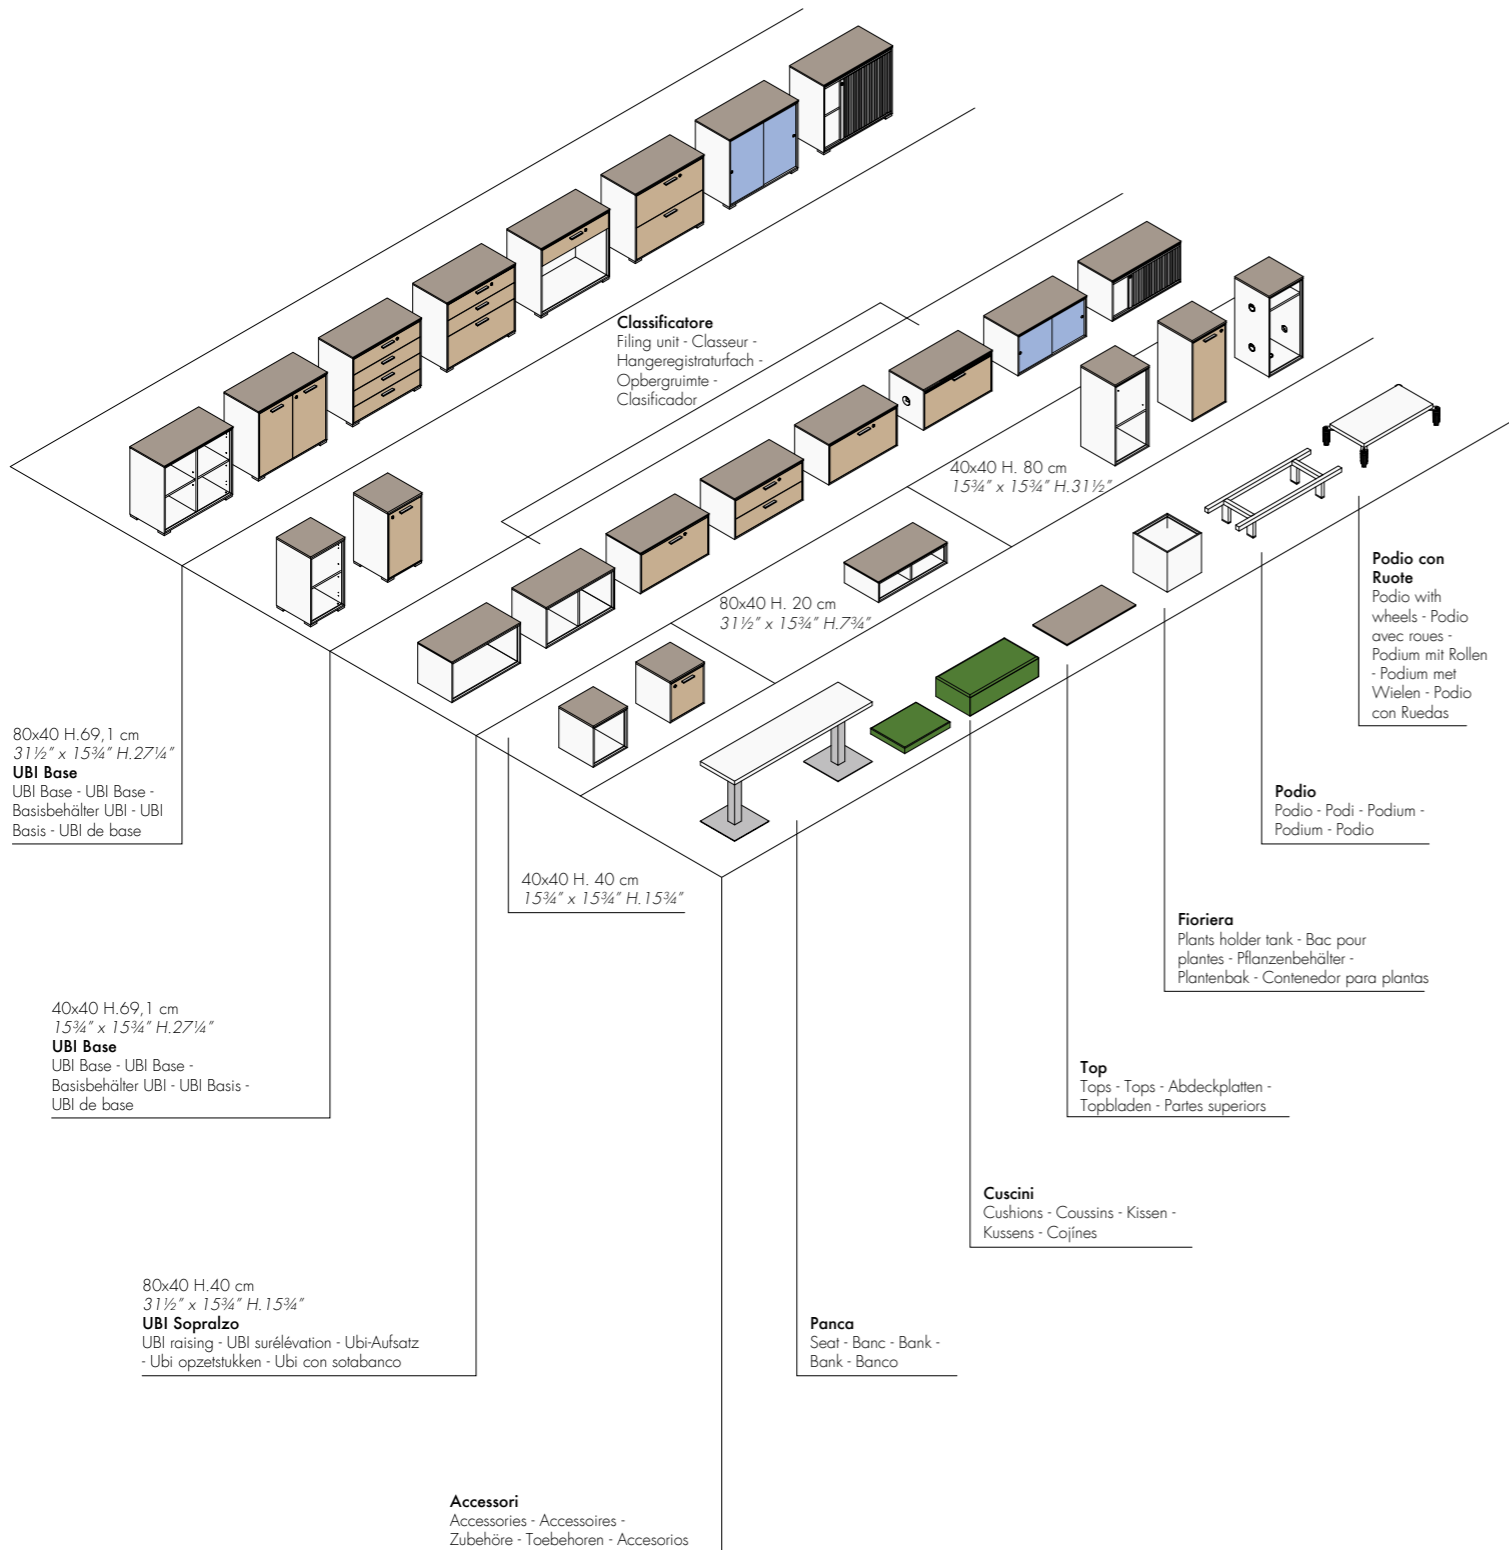 Classificatore
Filing unit - Classeur -
Hangeregistraturfach -
Opbergruimte -
Clasificador
40x40 H. 80 cm
15¾” x 15¾” H.31½”
80x40 H. 20 cm
31½” x 15¾” H.7¾”
Podio con
Ruote
Podio with
wheels - Podio
avec roues -
Podium mit Rollen
- Podium met
Wielen - Podio
con Ruedas
80x40 H.69,1 cm
31½” x 15¾” H.27¼”
UBI Base
UBI Base - UBI Base -
Basisbehälter UBI - UBI
Basis - UBI de base
Podio
Podio - Podi - Podium -
Podium - Podio
40x40 H. 40 cm
15¾” x 15¾” H.15¾”
Fioriera
Plants holder tank - Bac pour
plantes - Pflanzenbehälter -
Plantenbak - Contenedor para plantas
40x40 H.69,1 cm
15¾” x 15¾” H.27¼”
UBI Base
UBI Base - UBI Base -
Basisbehälter UBI - UBI Basis -
UBI de base
Top
Tops - Tops - Abdeckplatten -
Topbladen - Partes superiors
Cuscini
Cushions - Coussins - Kissen -
Kussens - Cojínes
80x40 H.40 cm
31½” x 15¾” H.15¾”
UBI Sopralzo
UBI raising - UBI surélévation - Ubi-Aufsatz
- Ubi opzetstukken - Ubi con sotabanco
Panca
Seat - Banc - Bank -
Bank - Banco
Accessori
Accessories - Accessoires -
Zubehöre - Toebehoren - Accesorios